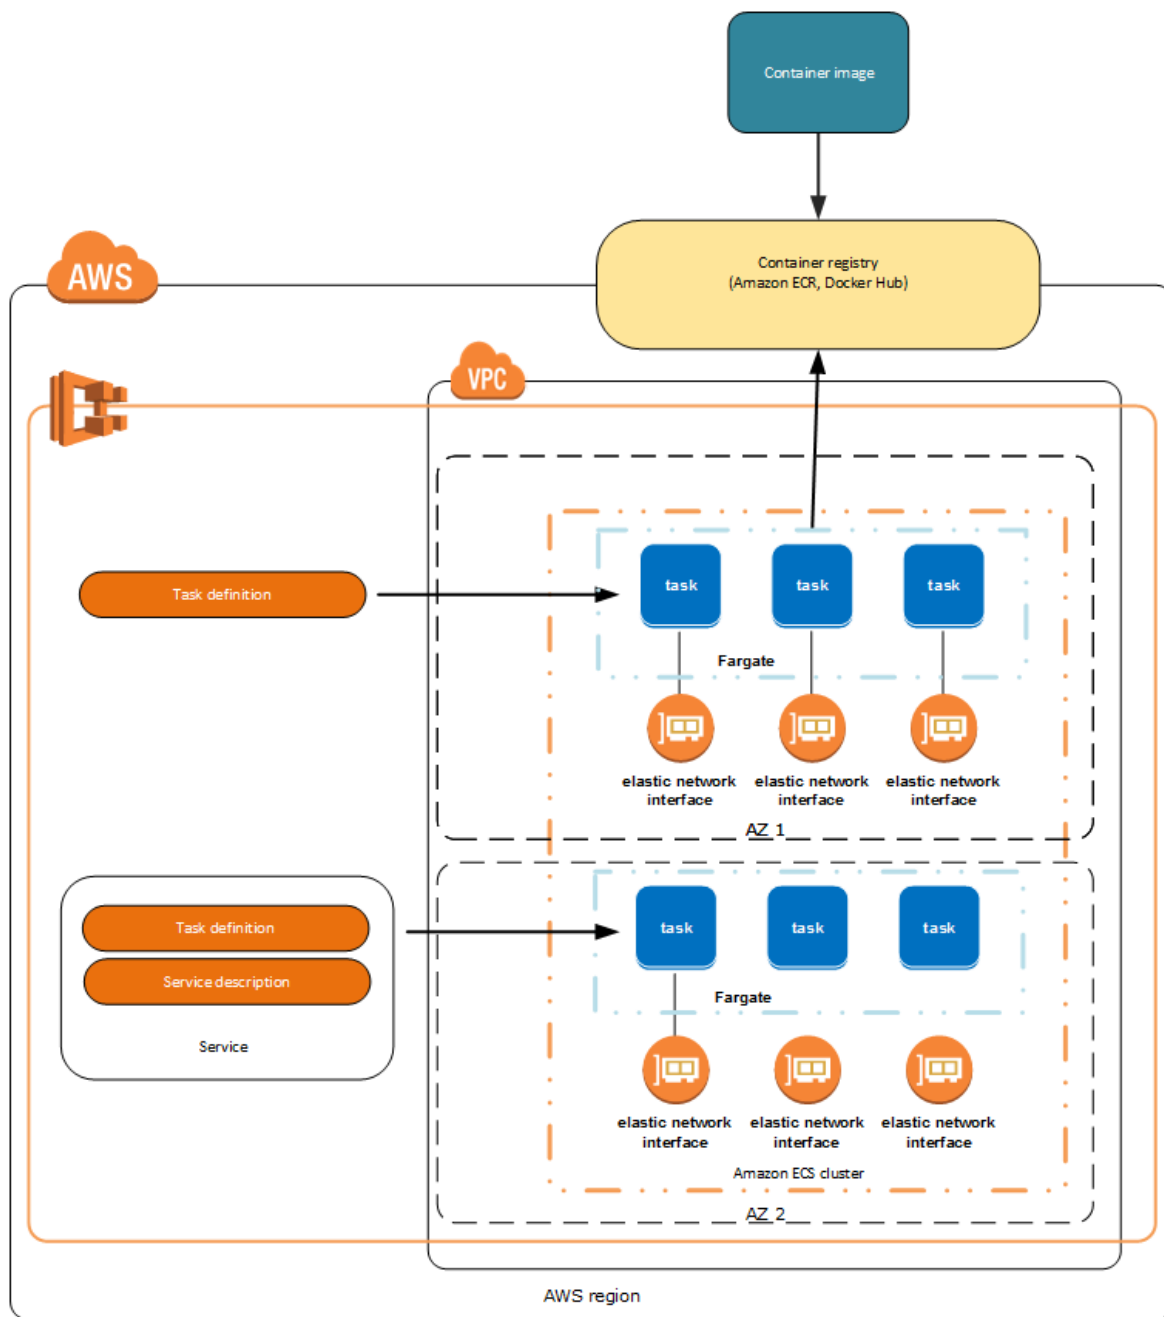 Container image
Container registry
(Amazon ECR, Docker Hub)
AWS
VPC
Task definition
task
task
task
Fargate
elastic network
interface
elastic network
interface
elastic network
interface
AZ 1
Task definition
Service description
Service
task
task
task
Fargate
elastic network
interface
elastic network
interface
elastic network
interface
Amazon ECS cluster
AZ 2
AWS region